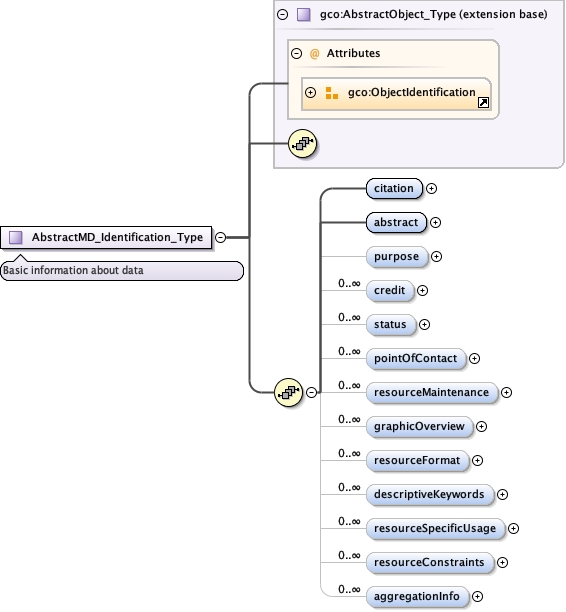 gco:AbstractObject_Type (extension base)
@ Attributes
gco:ObjectIdentification
AbstractMD_Identification_Type
Basic information about data
citation
abstract
purpose
0..∞
credit
0..∞
status
0..∞
pointOfContact
0..∞
resourceMaintenance
0..∞
graphicOverview
0..∞
resourceFormat
0..∞
descriptiveKeywords
0..∞
resourceSpecificUsage
0..∞
resourceConstraints
0..∞
aggregationInfo